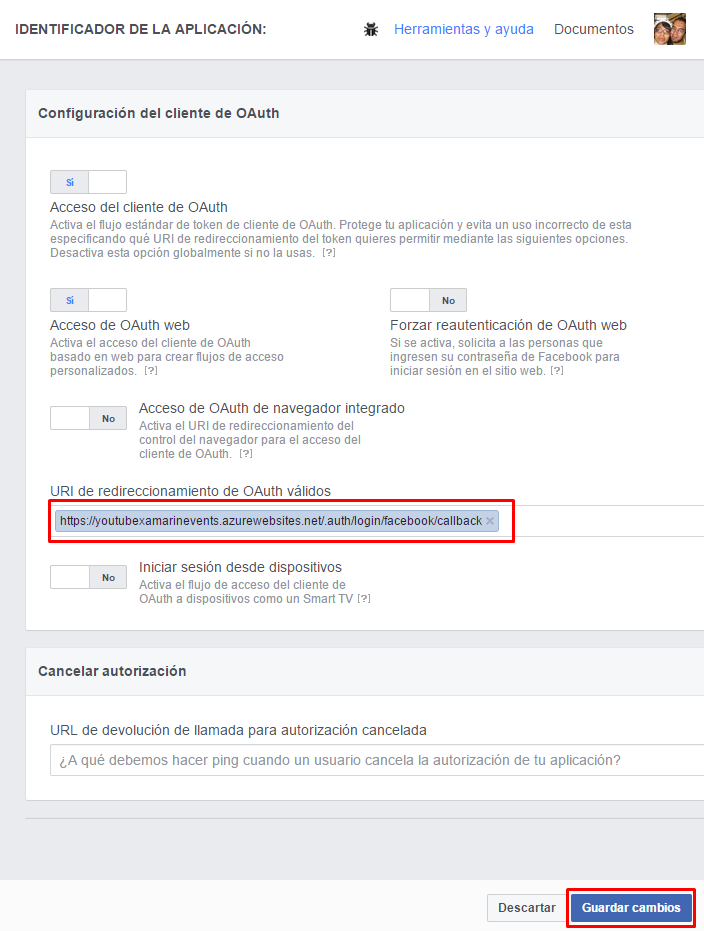 IDENTIFICADOR DE LA APLICACIÓN:
Herramientas y ayuda
Documentos
Configuración del cliente de OAuth
Sí
Acceso del cliente de OAuth
Activa el flujo estándar de token de cliente de OAuth. Protege tu aplicación y evita un uso incorrecto de esta
especificando qué URI de redireccionamiento del token quieres permitir mediante las siguientes opciones.
Desactiva esta opción globalmente si no la usas. [?]
Sí
Acceso de OAuth web
Activa el acceso del cliente de OAuth
basado en web para crear flujos de acceso
personalizados. [?]
No
Forzar reautenticación de OAuth web
Si se activa, solicita a las personas que
ingresen su contraseña de Facebook para
iniciar sesión en el sitio web. [?]
No
Acceso de OAuth de navegador integrado
Activa el URI de redireccionamiento del
control del navegador para el acceso del
cliente de OAuth. [?]
URI de redireccionamiento de OAuth válidos
https://youtubexamarinevents.azurewebsites.net/.auth/login/facebook/callback ×
No
Iniciar sesión desde dispositivos
Activa el flujo de acceso del cliente de
OAuth a dispositivos como un Smart TV [?]
Cancelar autorización
URL de devolución de llamada para autorización cancelada
¿A qué debemos hacer ping cuando un usuario cancela la autorización de tu aplicación?
Descartar
Guardar cambios